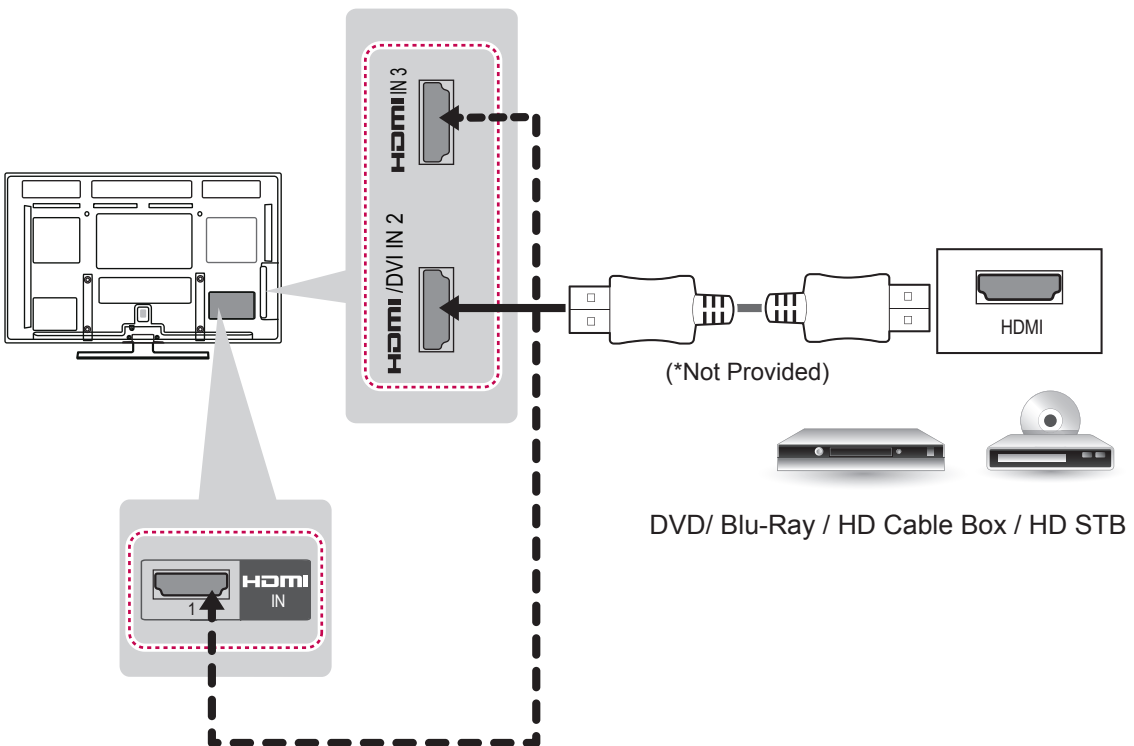 HDMI IN 3
HDMI /DVI IN 2
(*Not Provided)
HDMI
DVD/ Blu-Ray / HD Cable Box / HD STB
1
HDMI
IN